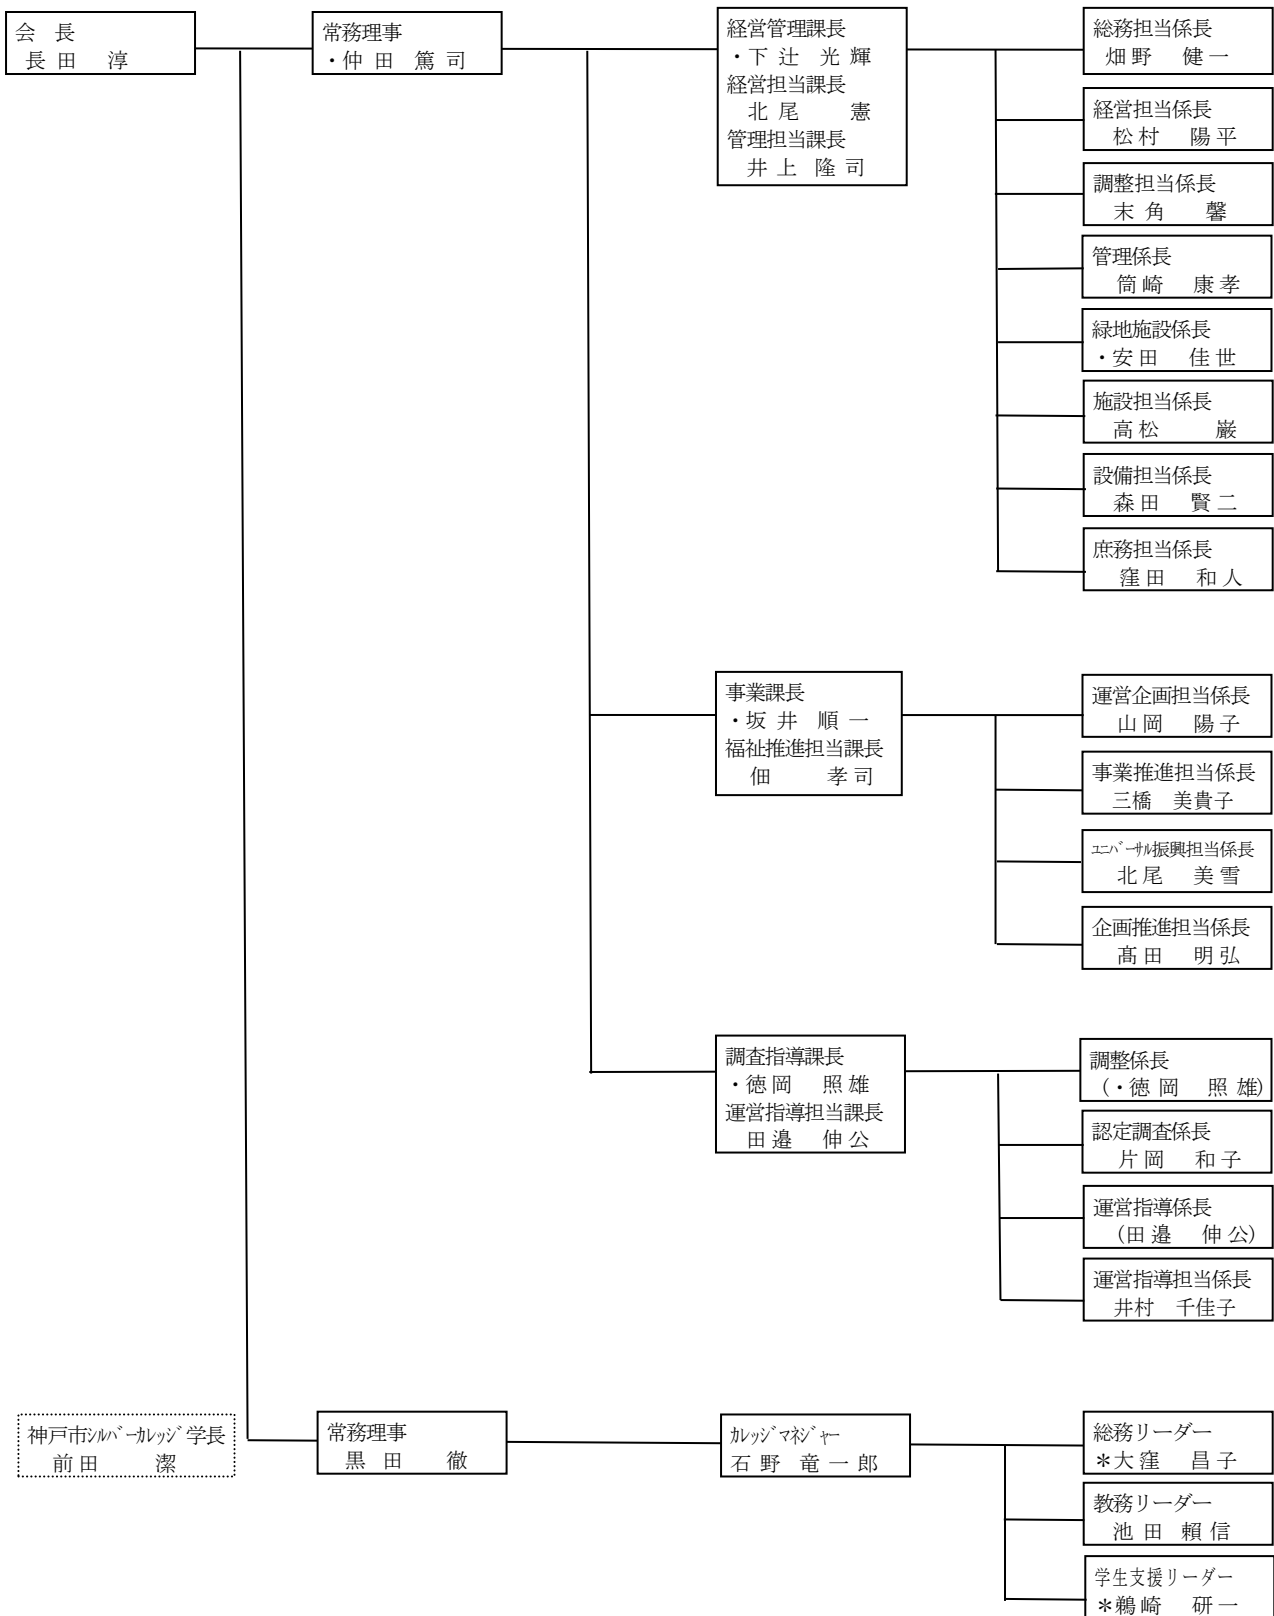 会 長
長 田 淳
常務理事
・仲 田 篤 司
経営管理課長
・下 辻 光 輝
経営担当課長
北 尾 憲
管理担当課長
井 上 隆 司
総務担当係長
畑 野 健 一
経営担当係長
松 村 陽 平
調整担当係長
末 角 馨
管理係長
筒 崎 康 孝
緑地施設係長
・安 田 佳 世
施設担当係長
高 松 巌
設備担当係長
森 田 賢 二
庶務担当係長
窪 田 和 人
事業課長
・坂 井 順 一
福祉推進担当課長
佃 孝 司
運営企画担当係長
山 岡 陽 子
事業推進担当係長
三橋 美貴子
ユニバーサル振興担当係長
北 尾 美 雪
企画推進担当係長
髙 田 明 弘
調査指導課長
・徳 岡 照 雄
運営指導担当課長
田 邉 伸 公
調整係長
(・徳 岡 照 雄)
認定調査係長
片 岡 和 子
運営指導係長
(田 邉 伸 公)
運営指導担当係長
井村 千佳子
神戸市シルバーカレッジ学長
前 田 潔
常務理事
黒 田 徹
カレッジマネジャー
石 野 竜 一 郎
総務リーダー
＊大 窪 昌 子
教務リーダー
池 田 頼 信
学生支援リーダー
＊鵜 崎 研 一